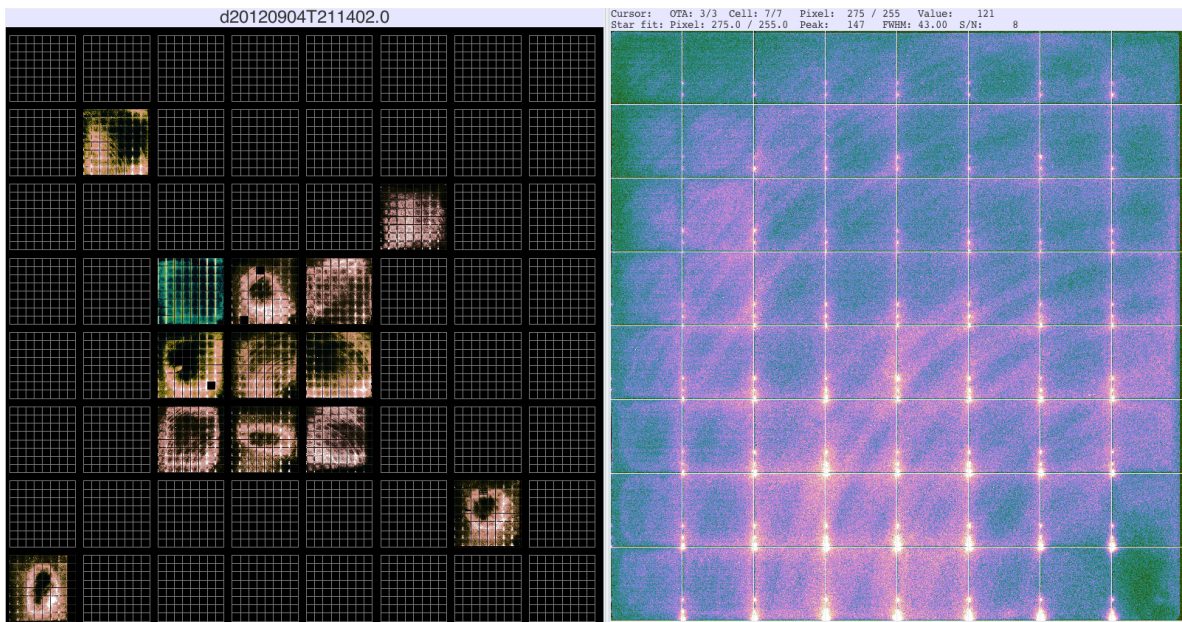 d20120904T211402.0
Cursor: OTA: 3/3 Cell: 7/7 Pixel: 275 / 255 Value: 121
Star fit: Pixel: 275.0 / 255.0 Peak: 147 FWHM: 43.00 S/N: 8